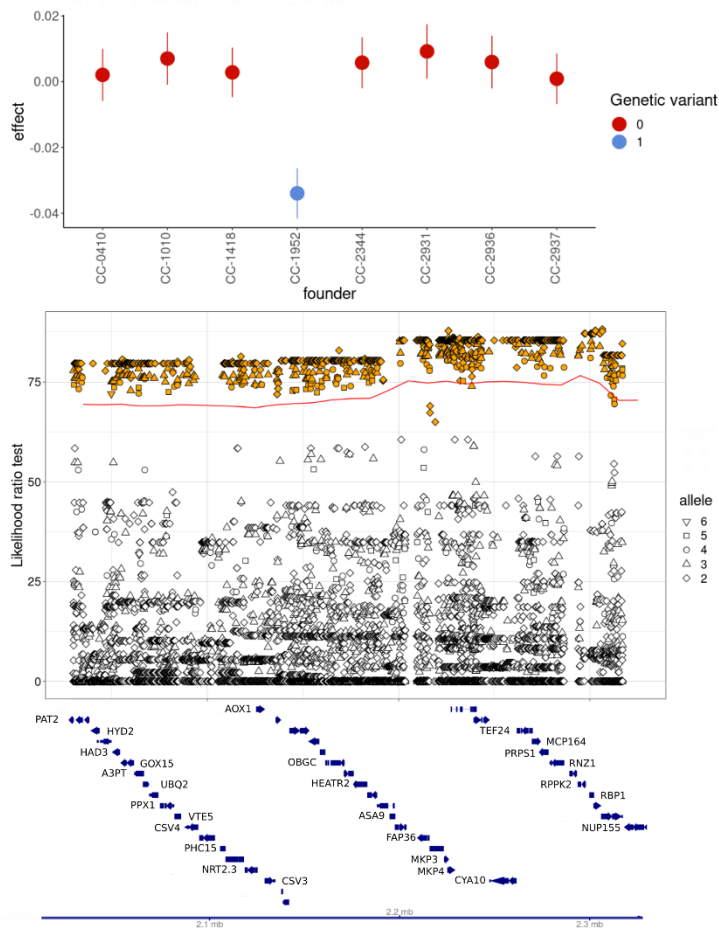 0.02
0.00
-0.02
-0.04
effect
CC-0410
CC-1010
CC-1418
CC-1952
CC-2344
CC-2931
CC-2936
CC-2937
founder
Genetic variant
0
1
75
50
25
0
Likelihood ratio test
allele
6
5
4
3
2
AOX1
PAT2
HYD2
TEF24
MCP164
HAD3
PRPS1
GOX15
OBGC
RNZ1
A3PT
UBQ2
HEATR2
RPPK2
RBP1
PPX1
VTE5
ASA9
CSV4
FAP36
NUP155
PHC15
MKP3
NRT2.3
MKP4
CSV3
CYA10
2.1 mb
2.2 mb
2.3 mb